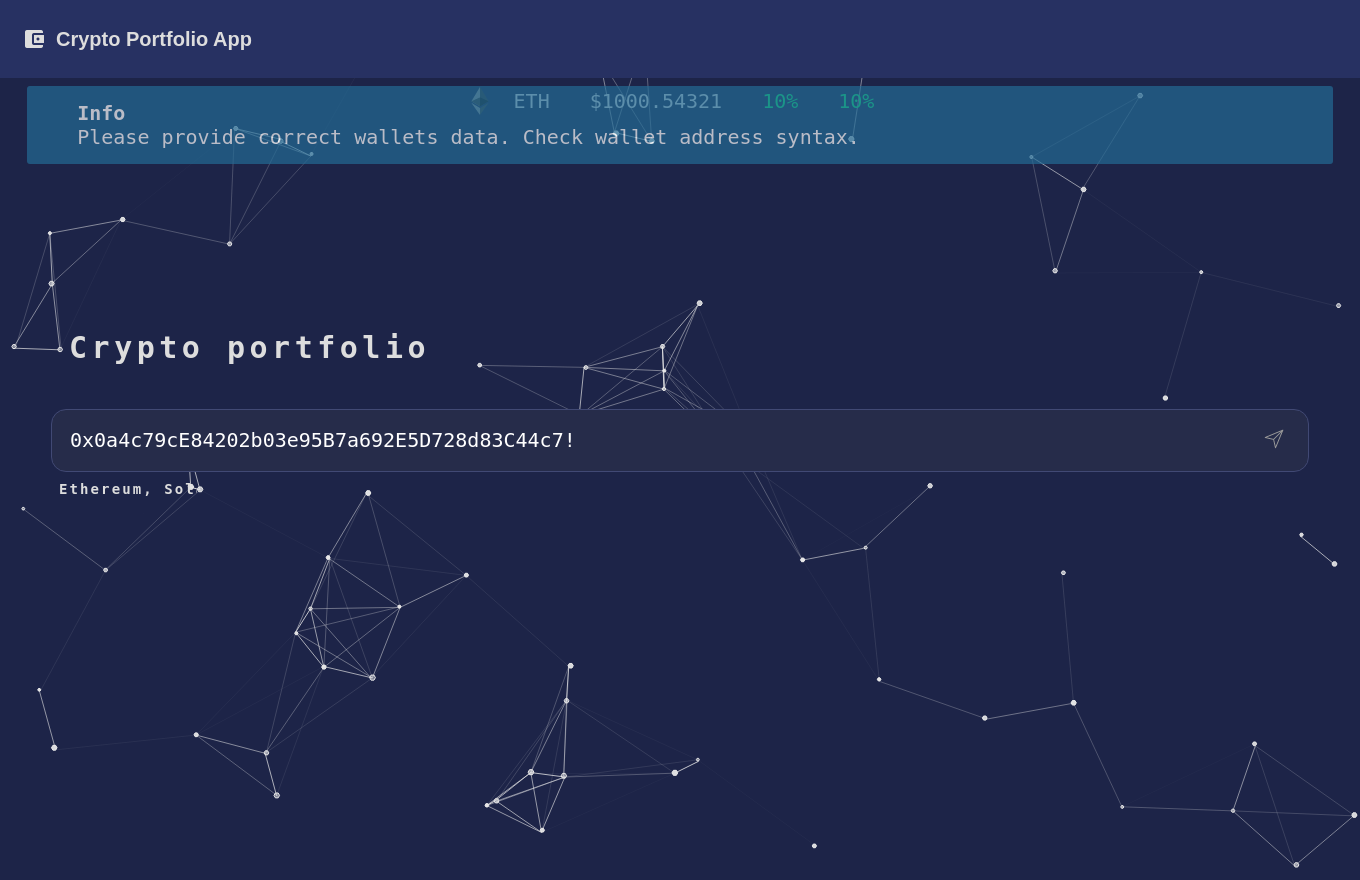 Crypto Portfolio App
ETH $1000.54321 10% 10%
Info
Please provide correct wallets data. Check wallet address syntax.
Crypto portfolio
0x0a4c79cE84202b03e95B7a692E5D728d83C44c7!
Ethereum, Sol